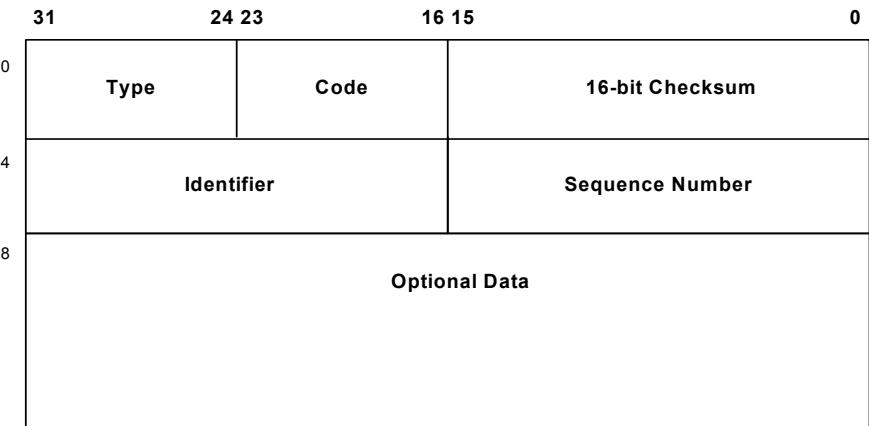 31 24 23 16 15 0
0
Type Code 16-bit Checksum
4
Identifier Sequence Number
8
Optional Data